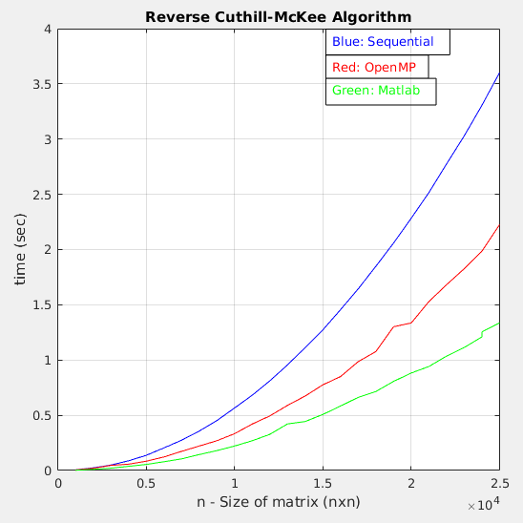 Reverse Cuthill-McKee Algorithm
Blue: Sequential
Red: OpenMP
Green: Matlab
4
3.5
3
2.5
2
1.5
1
0.5
0
time (sec)
0 0.5 1 1.5 2 2.5
n - Size of matrix (nxn)
×10^4